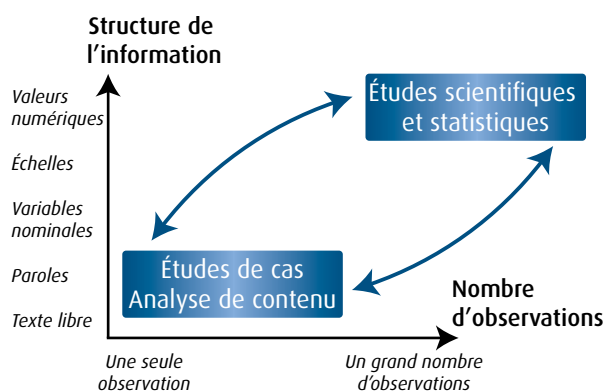 Structure de
l'information
Valeurs
numériques
Échelles
Variables
nominales
Paroles
Texte libre
Études scientifiques
et statistiques
Études de cas
Analyse de contenu
Nombre
d'observations
Une seule
observation
Un grand nombre
d'observations